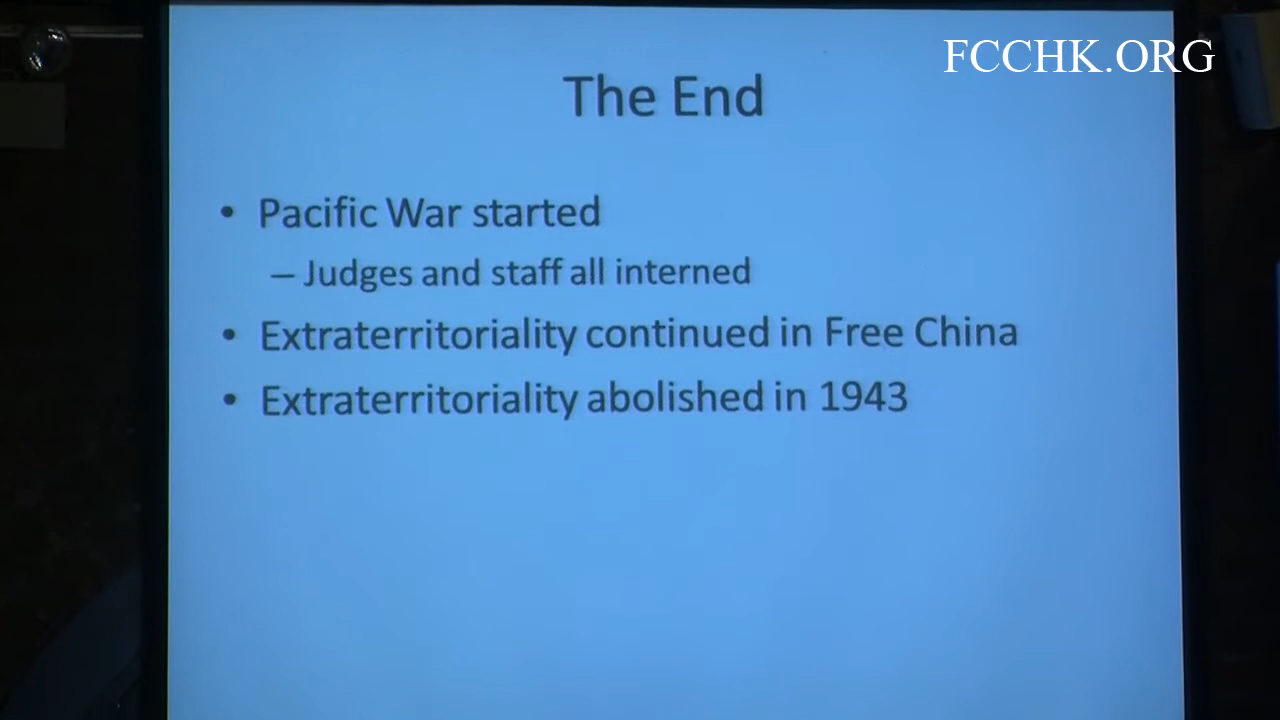 FCCHK.ORG
The End
• Pacific War started
– Judges and staff all interned
• Extraterritoriality continued in Free China
• Extraterritoriality abolished in 1943